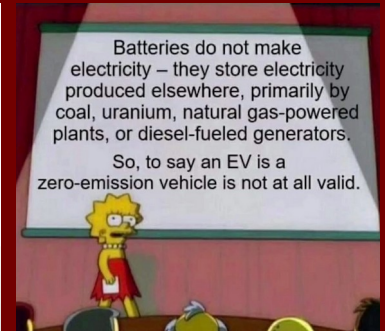 Batteries do not make
electricity – they store electricity
produced elsewhere, primarily by
coal, uranium, natural gas-powered
plants, or diesel-fueled generators.
So, to say an EV is a
zero-emission vehicle is not at all valid.